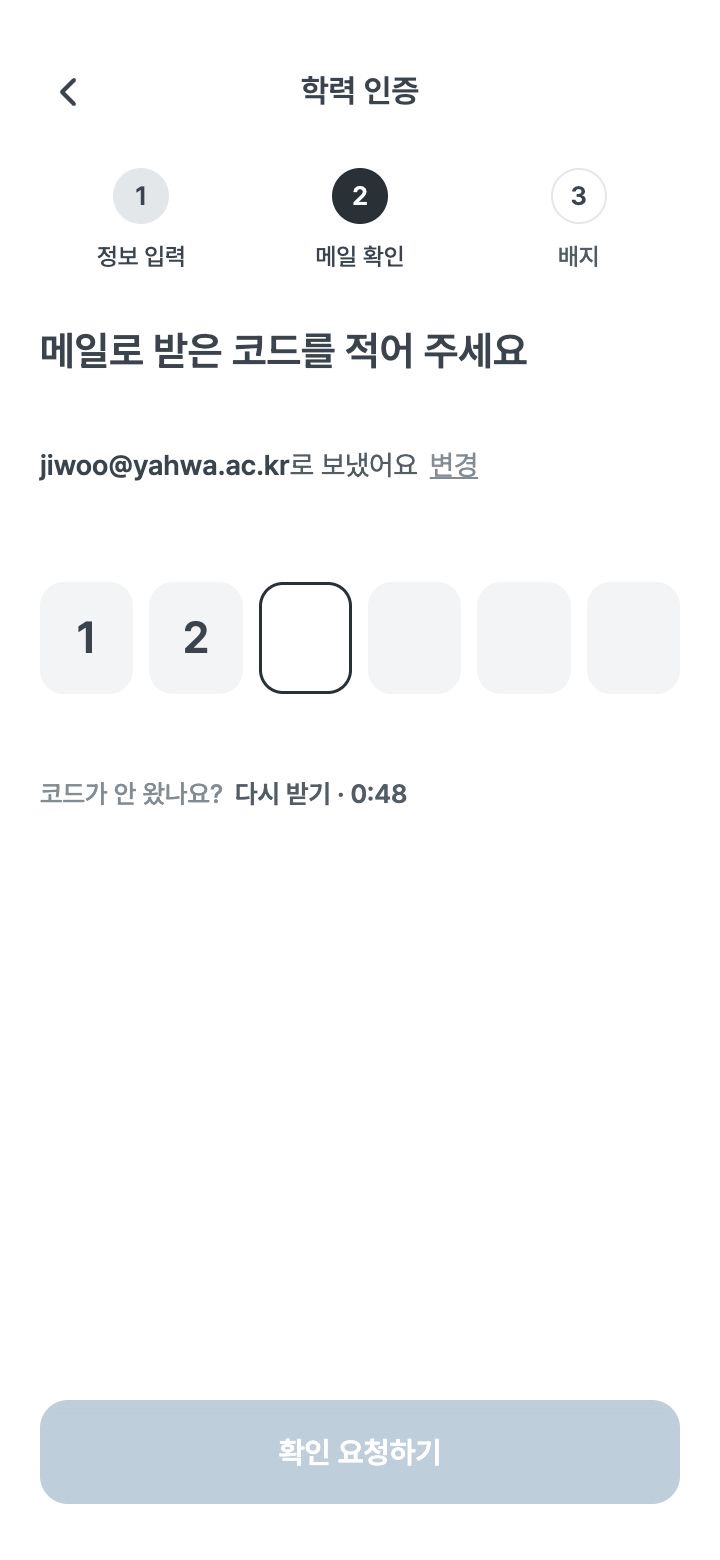 학력 인증
1 2 3
정보 입력 메일 확인 배지
메일로 받은 코드를 적어 주세요
jiwoo@yahwa.ac.kr로 보냈어요 변경
1 2
코드가 안 왔나요? 다시 받기 · 0:48
확인 요청하기